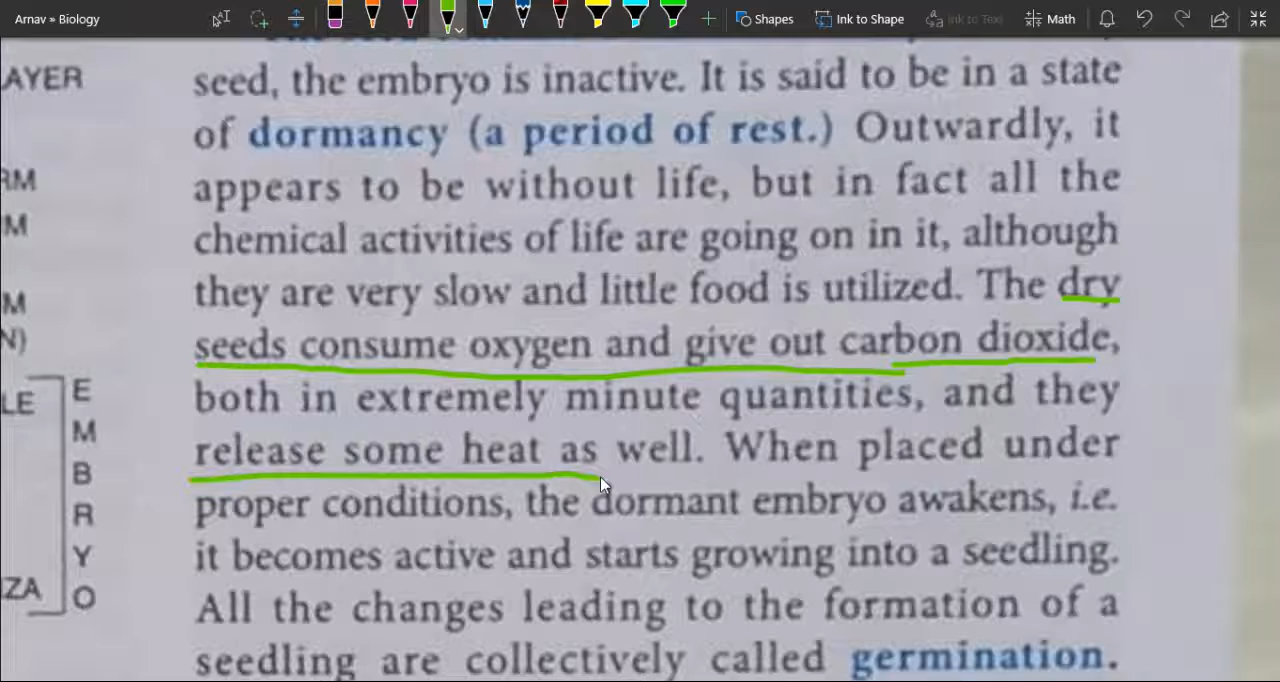 Arnav » Biology
Shapes
Ink to Shape
Ink to Text
Math
AYER
RM
M
M
N)
LE
E
M
B
R
Y
O
IZA
seed, the embryo is inactive. It is said to be in a state
of dormancy (a period of rest.) Outwardly, it
appears to be without life, but in fact all the
chemical activities of life are going on in it, although
they are very slow and little food is utilized. The dry
seeds consume oxygen and give out carbon dioxide,
both in extremely minute quantities, and they
release some heat as well. When placed under
proper conditions, the dormant embryo awakens, i.e.
it becomes active and starts growing into a seedling.
All the changes leading to the formation of a
seedling are collectively called germination.